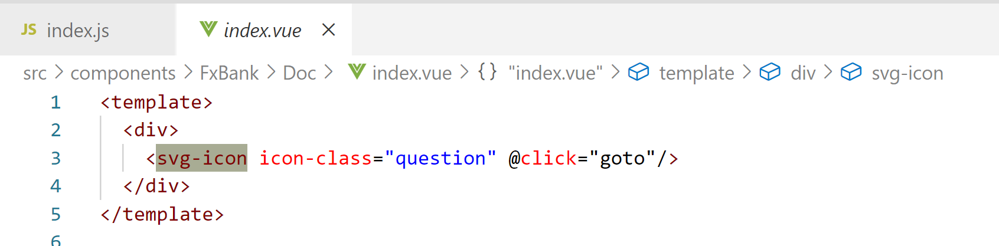 JS index.js index.vue ×
src > components > FxBank > Doc > index.vue > {} "index.vue" > template > div > svg-icon
1 <template>
2 <div>
3 <svg-icon icon-class="question" @click="goto"/>
4 </div>
5 </template>
6